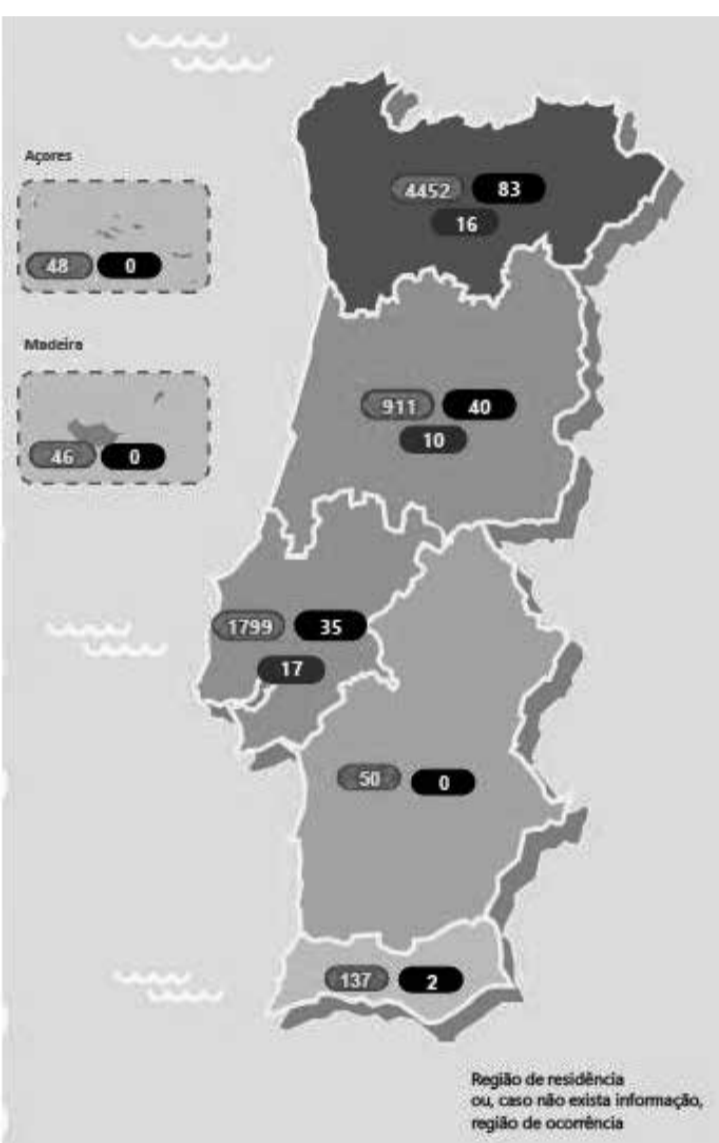 Açores
4452 83
16
48 0
Madeira
911 40
10
46 0
1799 35
17
50 0
137 2
Região de residência
ou, caso não exista informação,
região de ocorrência